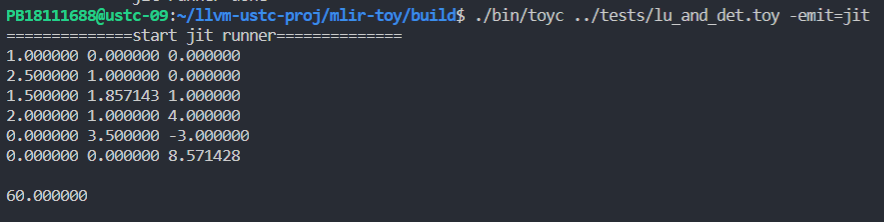 PB18111688@ustc-09:~/llvm-ustc-proj/mlir-toy/build$ ./bin/toyc ../tests/lu_and_det.toy -emit=jit
==============start jit runner==============
1.000000 0.000000 0.000000
2.500000 1.000000 0.000000
1.500000 1.857143 1.000000
2.000000 1.000000 4.000000
0.000000 3.500000 -3.000000
0.000000 0.000000 8.571428
60.000000